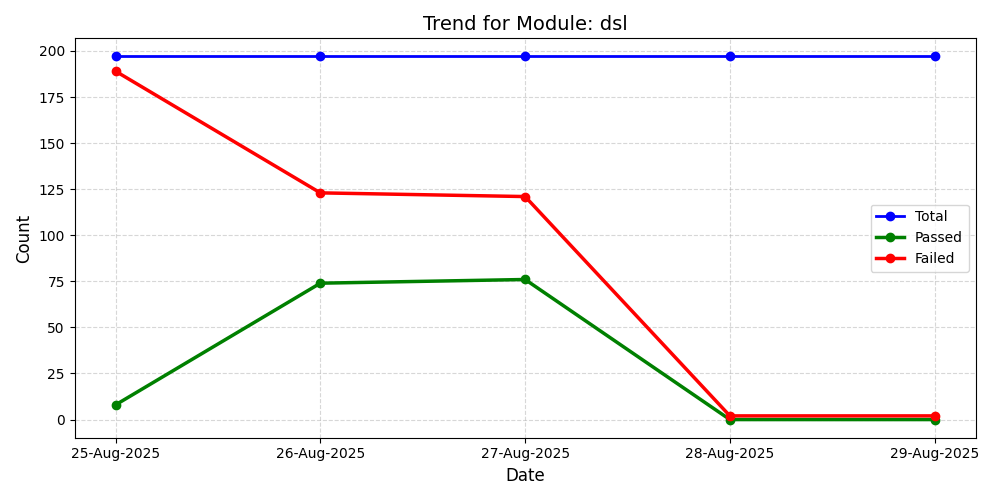 Trend for Module: dsl
200
175
150
125
100
75
50
25
0
Count
Total
Passed
Failed
25-Aug-2025
26-Aug-2025
27-Aug-2025
28-Aug-2025
29-Aug-2025
Date